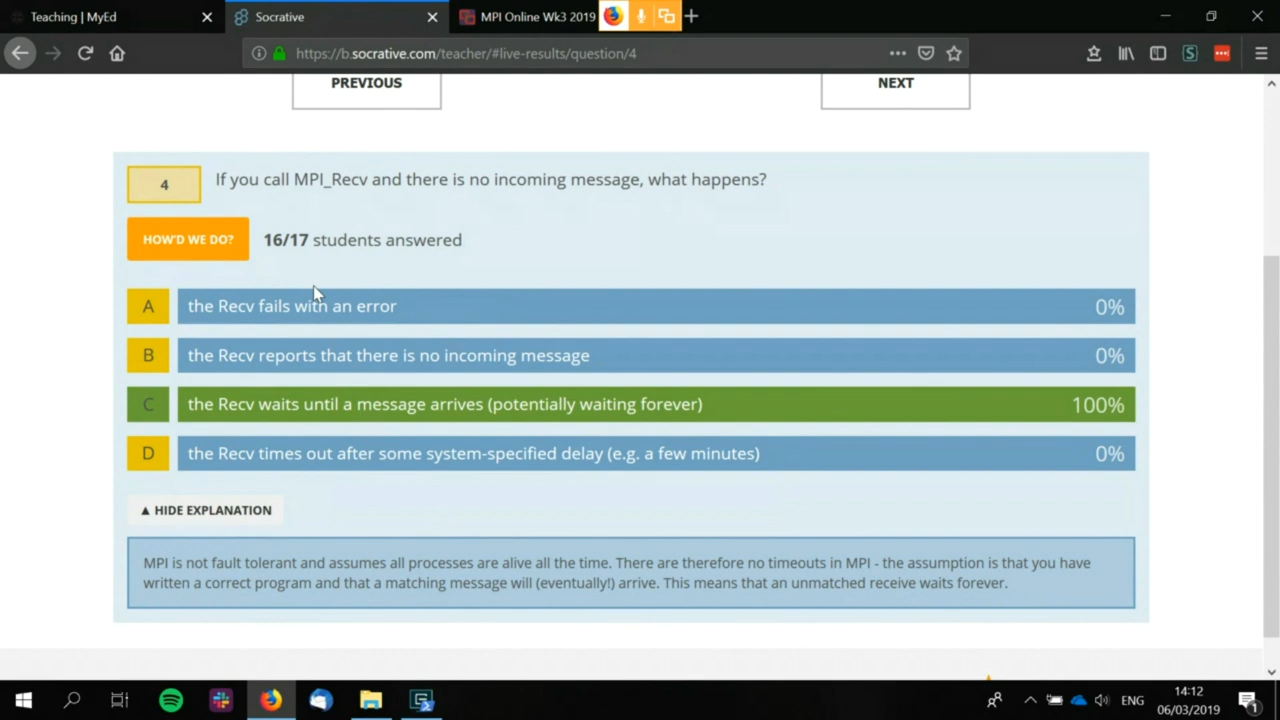 Teaching | MyEd
Socrative
MPI Online Wk3 2019
https://b.socrative.com/teacher/#live-results/question/4
PREVIOUS
NEXT
4
If you call MPI_Recv and there is no incoming message, what happens?
HOW'D WE DO?
16/17 students answered
A the Recv fails with an error 0%
B the Recv reports that there is no incoming message 0%
C the Recv waits until a message arrives (potentially waiting forever) 100%
D the Recv times out after some system-specified delay (e.g. a few minutes) 0%
▲ HIDE EXPLANATION
MPI is not fault tolerant and assumes all processes are alive all the time. There are therefore no timeouts in MPI - the assumption is that you have
written a correct program and that a matching message will (eventually!) arrive. This means that an unmatched receive waits forever.
ENG
14:12
06/03/2019
1